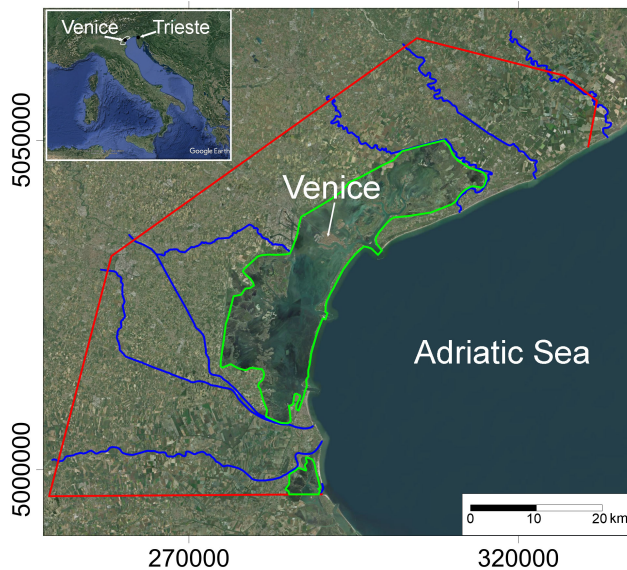 Venice
Trieste
Google Earth
5050000
Venice
Adriatic Sea
5000000
0
10
20 km
270000
320000